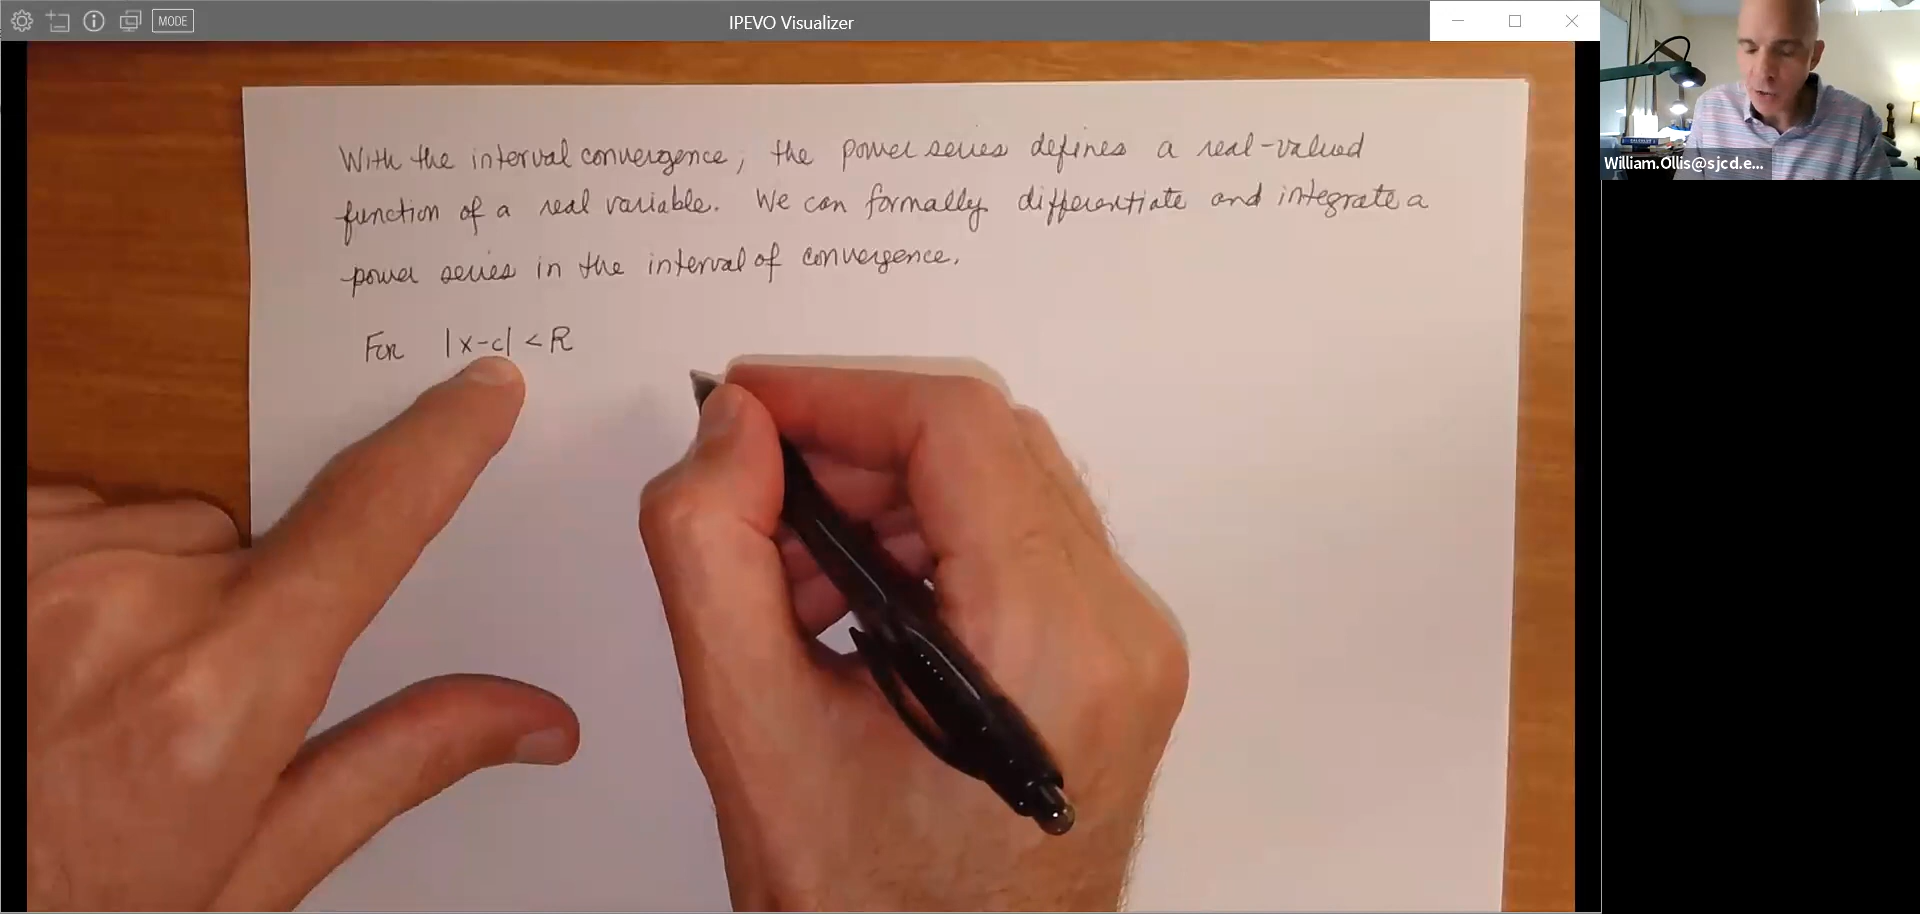 MODE
IPEVO Visualizer
With the interval convergence, the power series defines a real-valued
function of a real variable. We can formally differentiate and integrate a
power series in the interval of convergence.
For |x-c| < R
William.Ollis@sjcd.e...